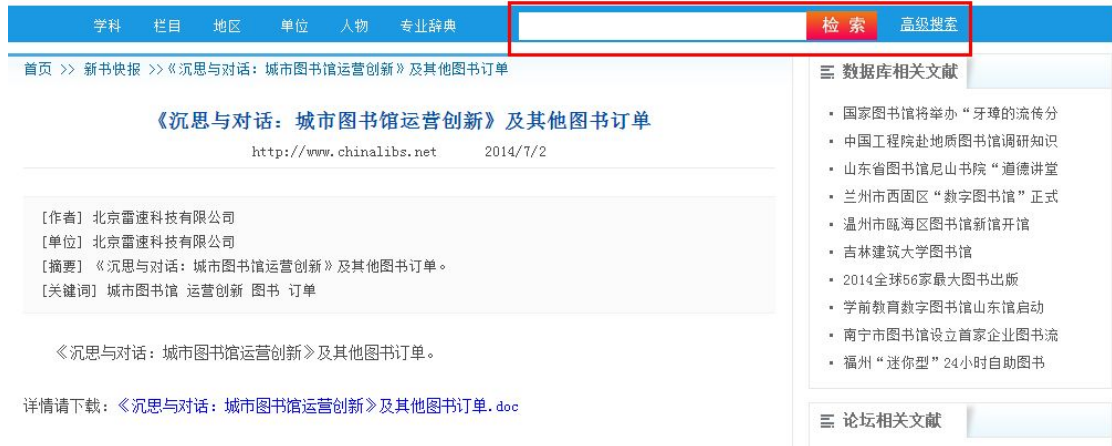 学科 栏目 地区 单位 人物 专业辞典 检 索 高级搜索
首页 >> 新书快报 >>《沉思与对话：城市图书馆运营创新》及其他图书订单
《沉思与对话：城市图书馆运营创新》及其他图书订单
http://www.chinalibs.net 2014/7/2
[作者] 北京雷速科技有限公司
[单位] 北京雷速科技有限公司
[摘要] 《沉思与对话：城市图书馆运营创新》及其他图书订单。
[关键词] 城市图书馆 运营创新 图书 订单
《沉思与对话：城市图书馆运营创新》及其他图书订单。
详情请下载：《沉思与对话：城市图书馆运营创新》及其他图书订单.doc
数据库相关文献
· 国家图书馆将举办“牙璋的流传分
· 中国工程院赴地质图书馆调研知识
· 山东省图书馆尼山书院“道德讲堂
· 兰州市西固区“数字图书馆”正式
· 温州市瓯海区图书馆新馆开馆
· 吉林建筑大学图书馆
· 2014全球56家最大图书出版
· 学前教育数字图书馆山东馆启动
· 南宁市图书馆设立首家企业图书流
· 福州“迷你型”24小时自助图书
论坛相关文献